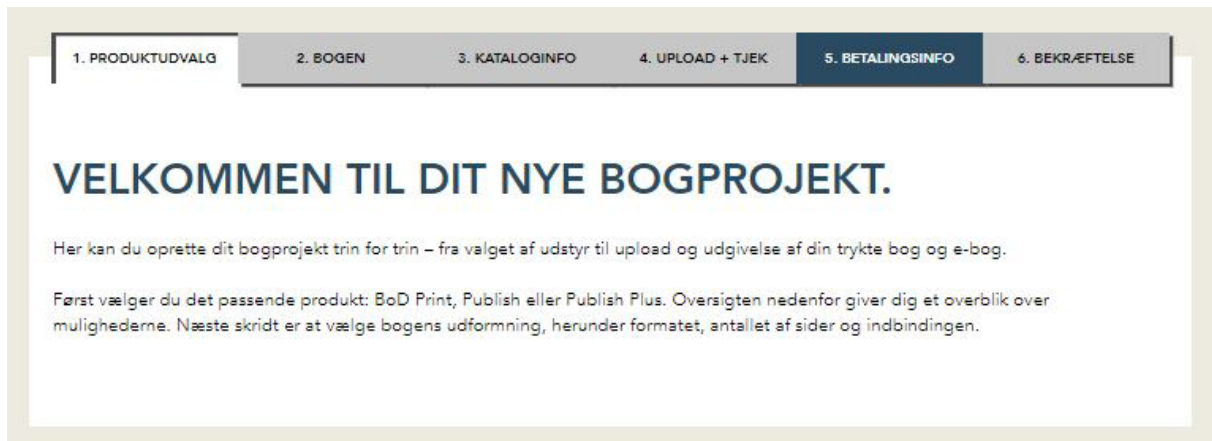 1. PRODUKTUDVALG 2. BOGEN 3. KATALOGINFO 4. UPLOAD + TJEK 5. BETALINGSINFO 6. BEKRÆFTELSE
VELKOMMEN TIL DIT NYE BOGPROJEKT.
Her kan du oprette dit bogprojekt trin for trin – fra valget af udstyr til upload og udgivelse af din trykte bog og e-bog.
Først vælger du det passende produkt: BoD Print, Publish eller Publish Plus. Oversigten nedenfor giver dig et overblik over
mulighederne. Næste skridt er at vælge bogens udformning, herunder formatet, antallet af sider og indbindingen.